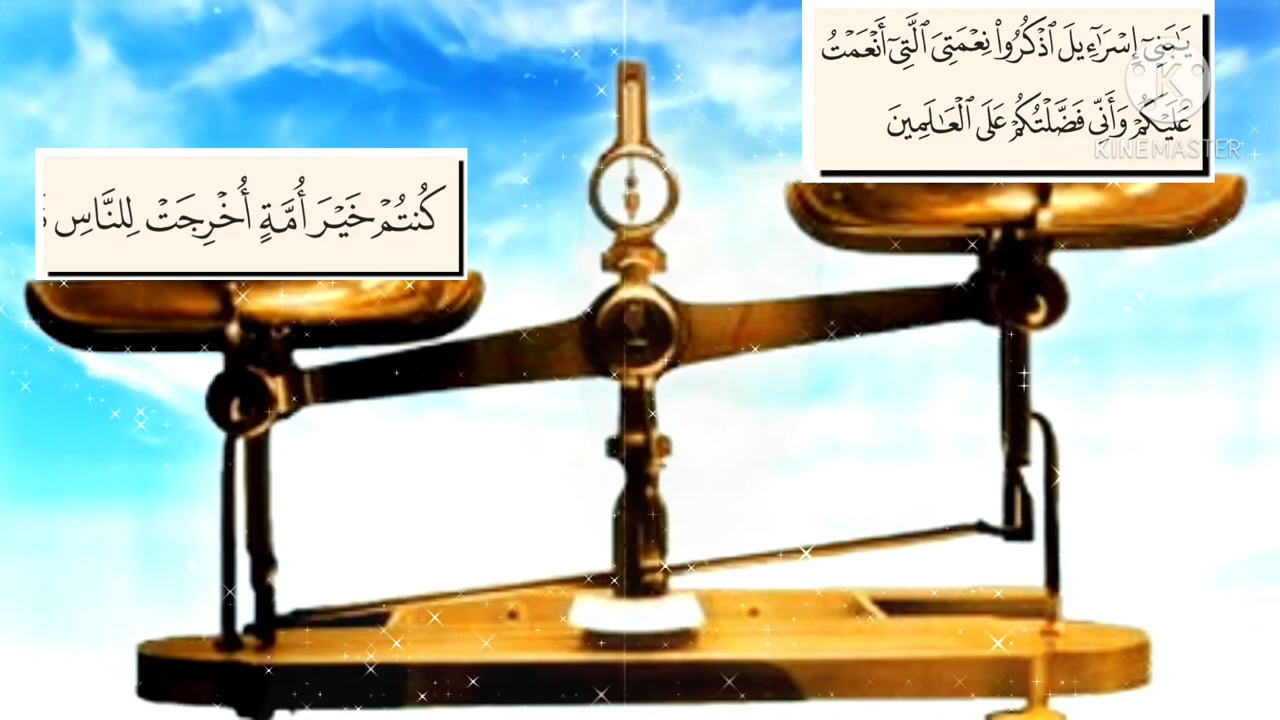 يَـٰبَنِىٓ إِسْرَٰٓءِيلَ ٱذْكُرُوا۟ نِعْمَتِىَ ٱلَّتِىٓ أَنْعَمْتُ
عَلَيْكُمْ وَأَنِّى فَضَّلْتُكُمْ عَلَى ٱلْعَـٰلَمِينَ
KINEMASTER
كُنتُمْ خَيْرَ أُمَّةٍ أُخْرِجَتْ لِلنَّاسِ